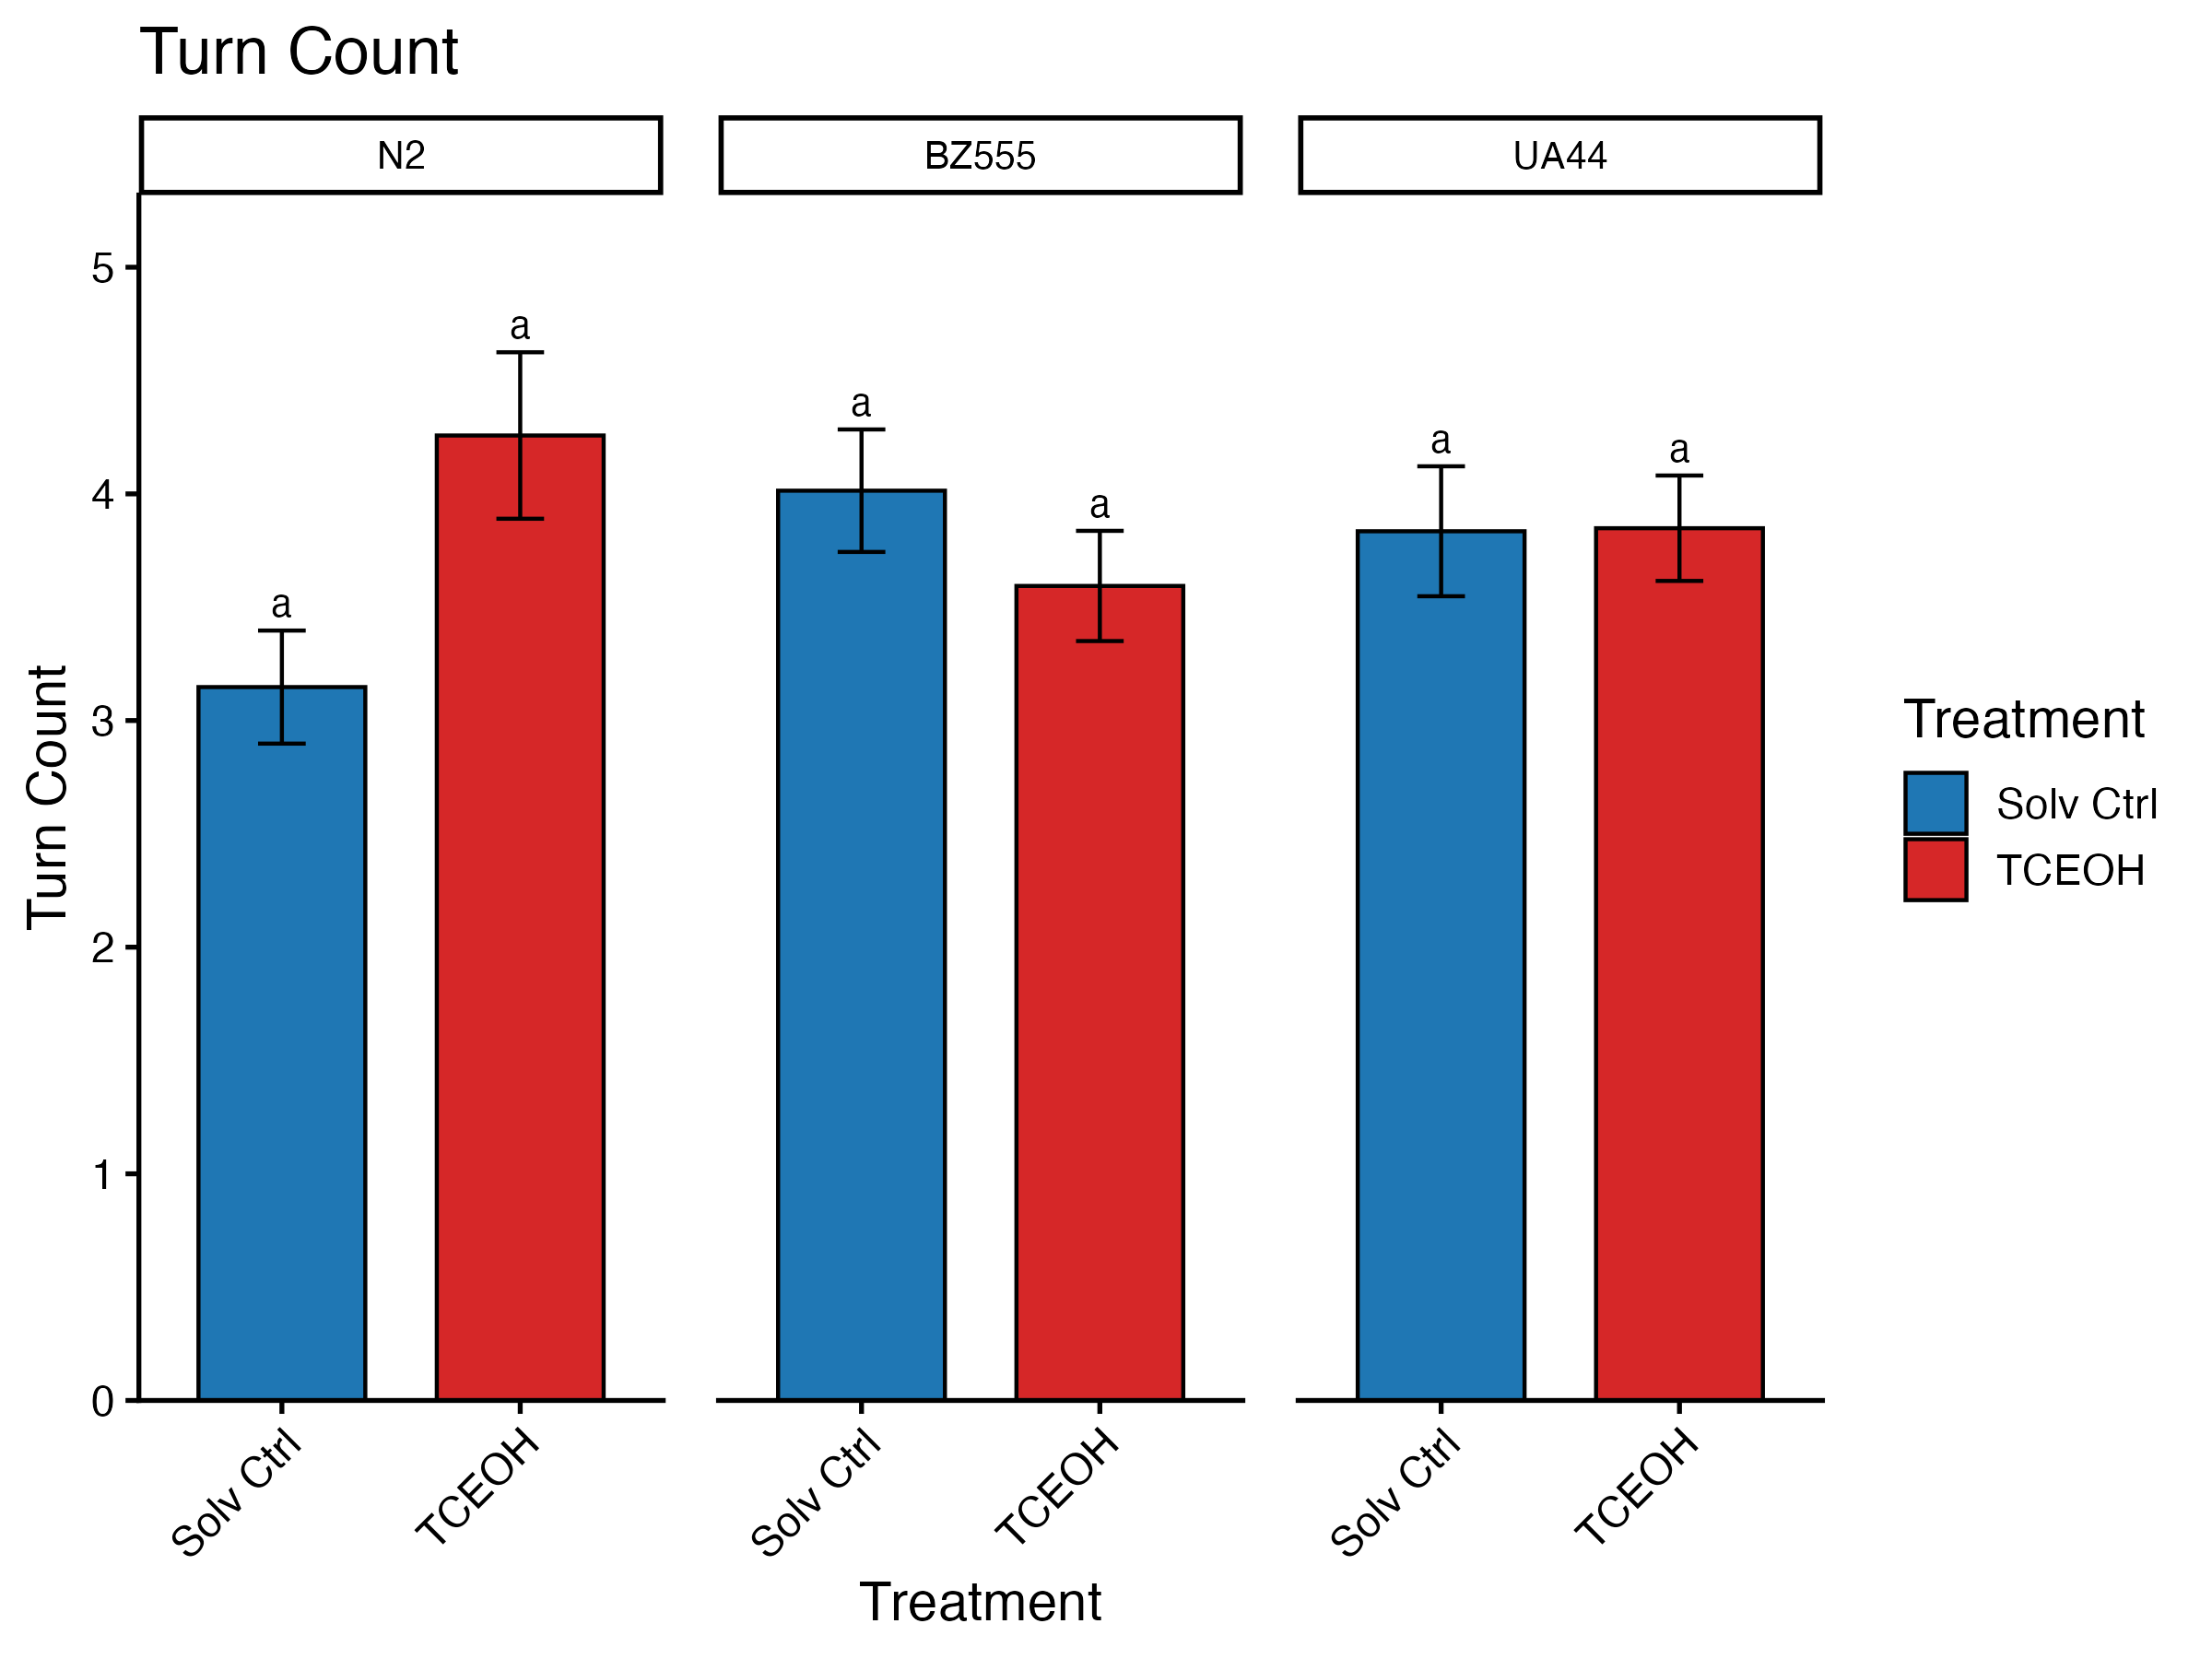 Turn Count
N2
BZ555
UA44
5
4
3
2
1
0
Turn Count
a
a
a
a
a
a
Solv Ctrl
TCEOH
Solv Ctrl
TCEOH
Solv Ctrl
TCEOH
Treatment
Treatment
Solv Ctrl
TCEOH